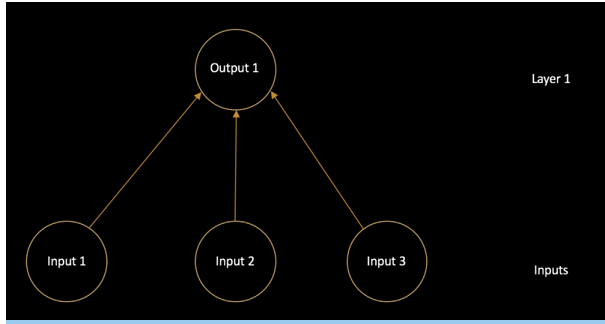 Output 1
Layer 1
Input 1
Input 2
Input 3
Inputs